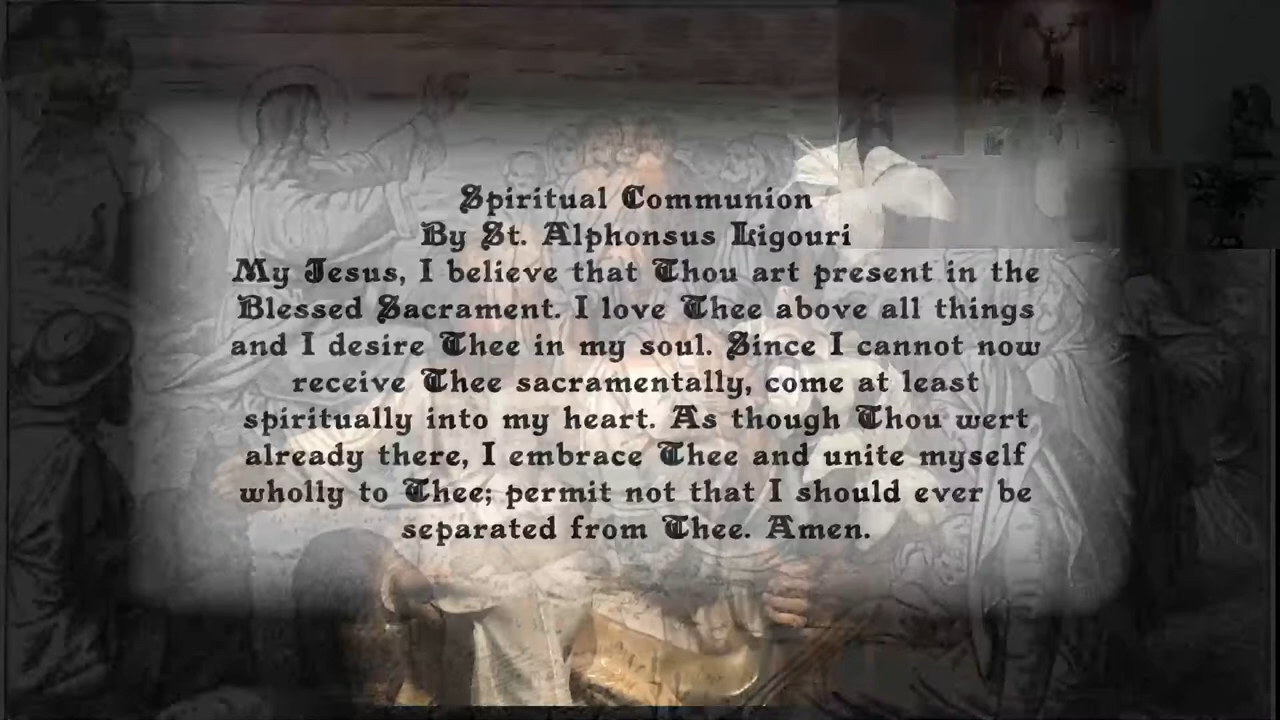 Spiritual Communion
By St. Alphonsus Ligouri
My Jesus, I believe that Thou art present in the
Blessed Sacrament. I love Thee above all things
and I desire Thee in my soul. Since I cannot now
receive Thee sacramentally, come at least
spiritually into my heart. As though Thou wert
already there, I embrace Thee and unite myself
wholly to Thee; permit not that I should ever be
separated from Thee. Amen.